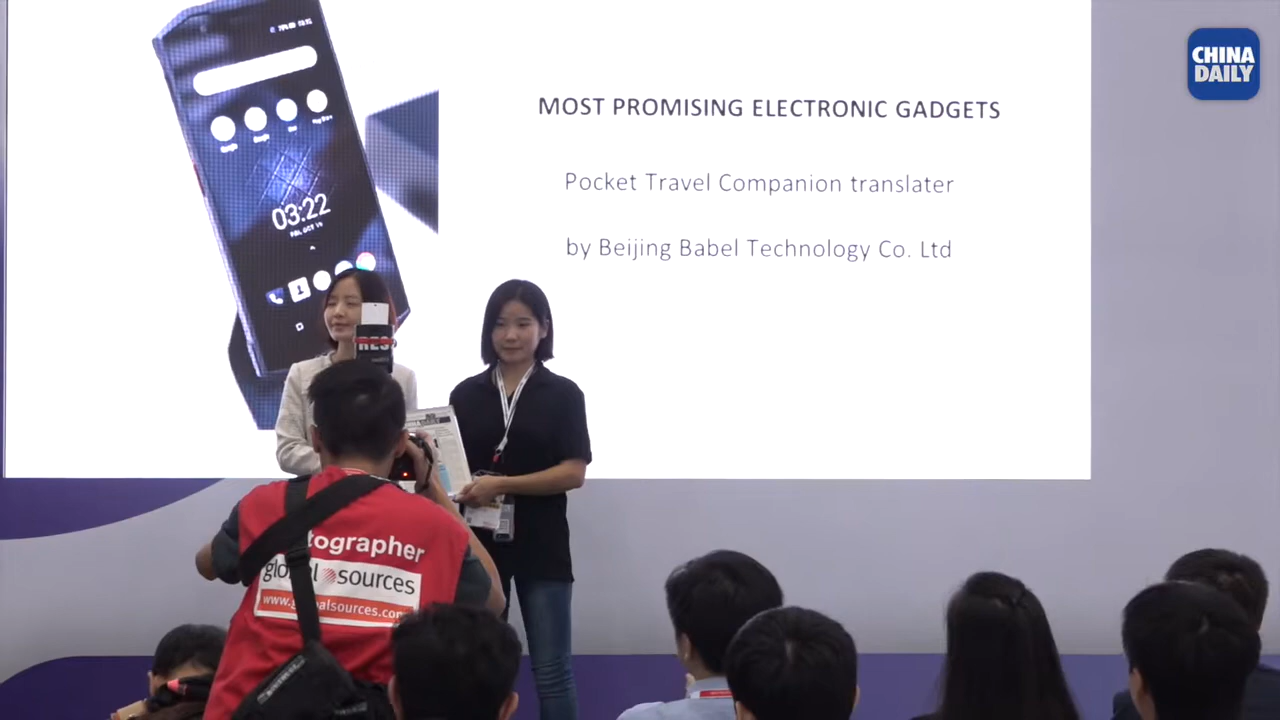 CHINA
DAILY
MOST PROMISING ELECTRONIC GADGETS
Pocket Travel Companion translater
by Beijing Babel Technology Co. Ltd
03:22
tographer
global sources